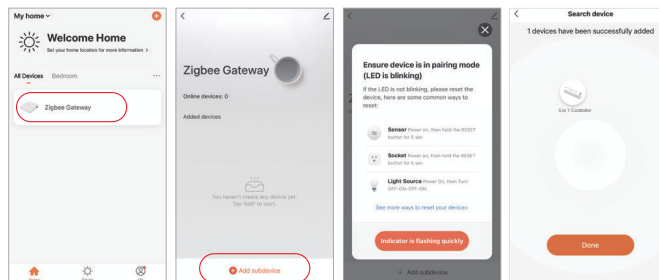 My home
Welcome Home
Set your home location for more information >
All Devices Bedroom ...
Zigbee Gateway
Home Smart Me
Zigbee Gateway
Online devices: 0
Added devices
You haven't create any device yet.
Tap 'Add' to start.
Add subdevice
Ensure device is in pairing mode
(LED is blinking)
If the LED is not blinking, please reset the
device, here are some common ways to
reset:
Sensor Power on, then hold the RESET
button for 5 sec
Socket Power on, then hold the RESET
button for 5 sec
Light Source Power On, then Turn
OFF-ON-OFF-ON
See more ways to reset your device>
Indicator is flashing quickly
+ Add subdevice
Search device
1 devices have been successfully added
5 in 1 Controller
Done